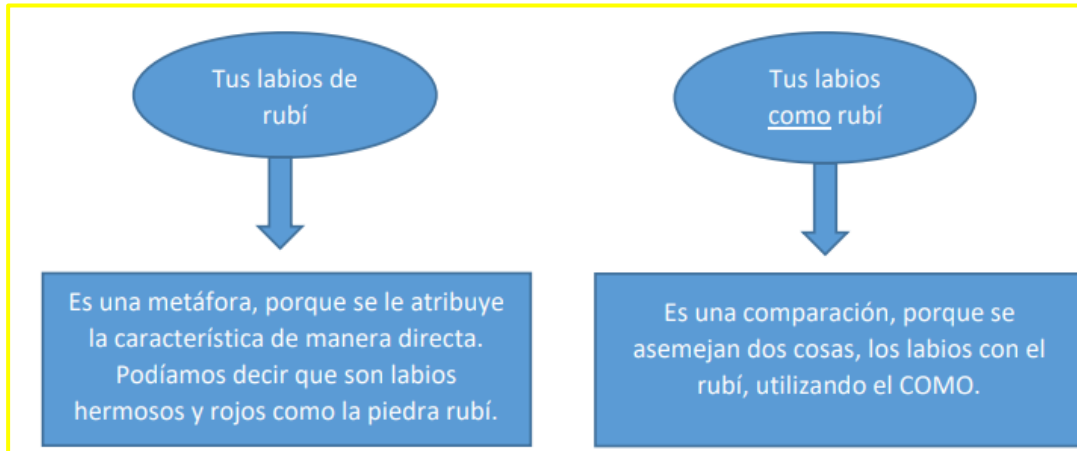 Tus labios de
rubí
Tus labios
como rubí
Es una metáfora, porque se le atribuye
la característica de manera directa.
Podíamos decir que son labios
hermosos y rojos como la piedra rubí.
Es una comparación, porque se
asemejan dos cosas, los labios con el
rubí, utilizando el COMO.